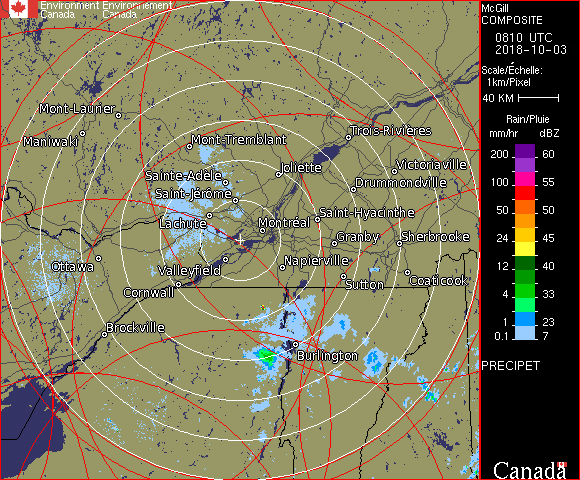 Environment Environnement
Canada Canada
McGill
COMPOSITE
0810 UTC
2018-10-03
Scale/Échelle:
1km/Pixel
40 KM
Rain/Pluie
mm/hr dBZ
200 60
55
100 55
50 50
24 45
12 40
4 33
1 23
0.1 7
PRECIPET
Canada
Mont-Laurier
Maniwaki
Mont-Tremblant
Trois-Rivières
Sainte-Adèle
Joliette
Victoriaville
Saint-Jérôme
Drummondville
Lachute
Saint-Hyacinthe
Montréal
Granby
Sherbrooke
Ottawa
Valleyfield
Napierville
Cornwall
Sutton
Coaticook
Brockville
Burlington